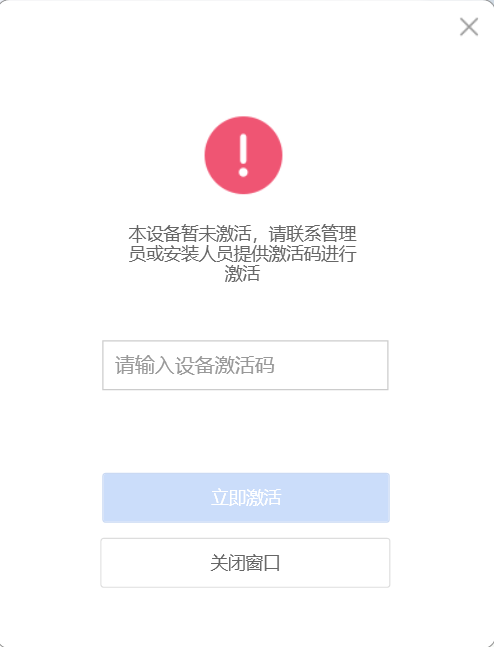 本设备暂未激活，请联系管理
员或安装人员提供激活码进行
激活
请输入设备激活码
立即激活
关闭窗口